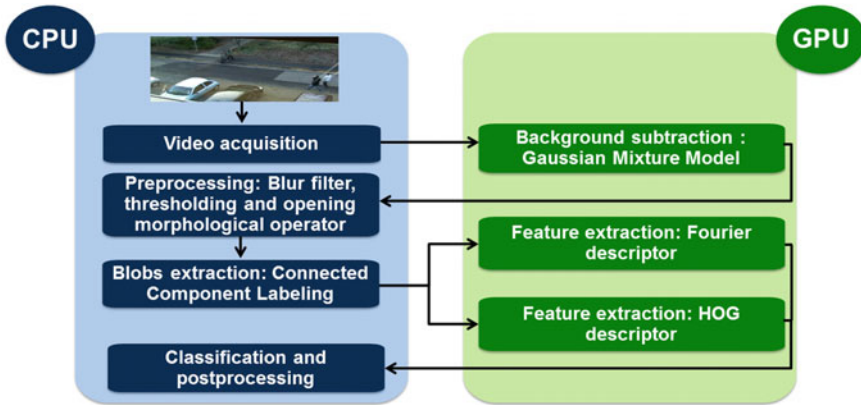 CPU
GPU
Video acquisition
Background subtraction :
Gaussian Mixture Model
Preprocessing: Blur filter,
thresholding and opening
morphological operator
Blobs extraction: Connected
Component Labeling
Feature extraction: Fourier
descriptor
Feature extraction: HOG
descriptor
Classification and
postprocessing